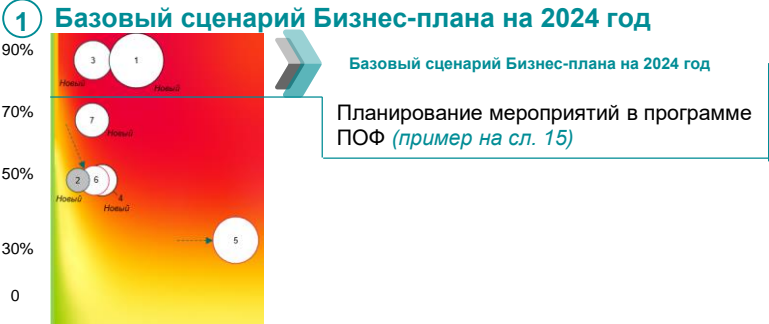 1 Базовый сценарий Бизнес-плана на 2024 год
90%
3
1
Новый
Новый
Базовый сценарий Бизнес-плана на 2024 год
70%
7
Новый
Планирование мероприятий в программе
ПОФ (пример на сл. 15)
50%
2
6
4
Новый
Новый
30%
5
0